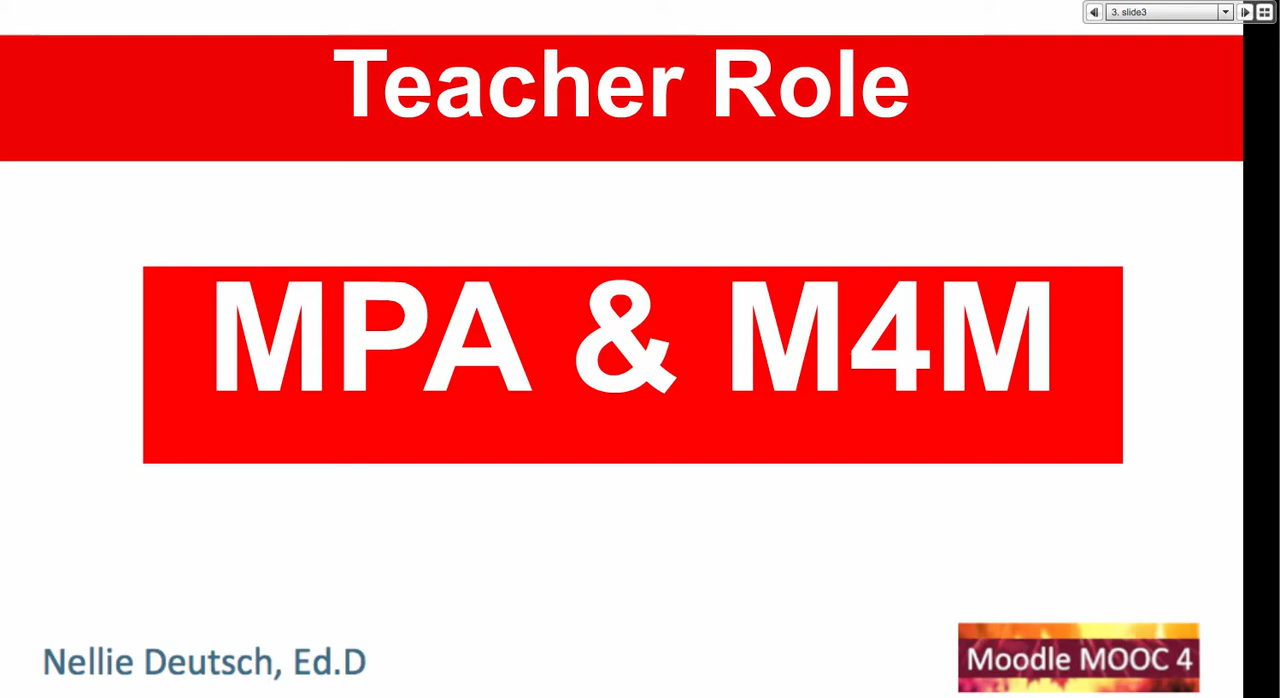 3. slide3
Teacher Role
MPA & M4M
Nellie Deutsch, Ed.D
Moodle MOOC 4